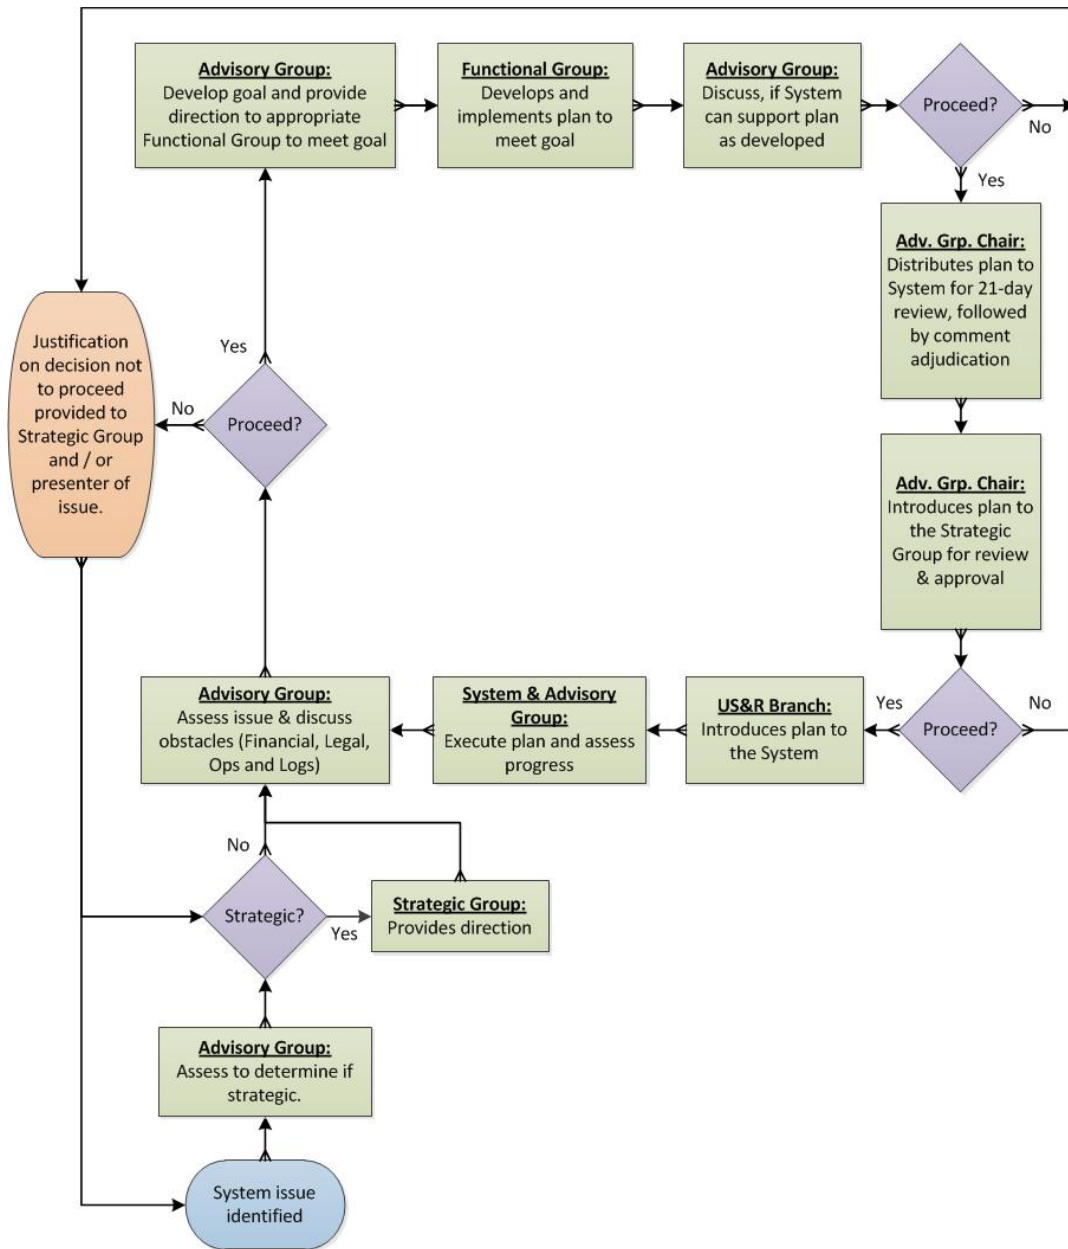 Advisory Group:
Develop goal and provide
direction to appropriate
Functional Group to meet goal
Functional Group:
Develops and
implements plan to
meet goal
Advisory Group:
Discuss, if System
can support plan
as developed
Proceed?
No
Yes
Adv. Grp. Chair:
Distributes plan to
System for 21-day
review, followed
by comment
adjudication
Justification
on decision not
to proceed
provided to
Strategic Group
and / or
presenter of
issue.
No
Yes
Proceed?
Adv. Grp. Chair:
Introduces plan to
the Strategic
Group for review
& approval
Advisory Group:
Assess issue & discuss
obstacles (Financial, Legal,
Ops and Logs)
System & Advisory
Group:
Execute plan and assess
progress
US&R Branch:
Introduces plan to
the System
Yes
Proceed?
No
No
Strategic?
Yes
Strategic Group:
Provides direction
Advisory Group:
Assess to determine if
strategic.
System issue
identified